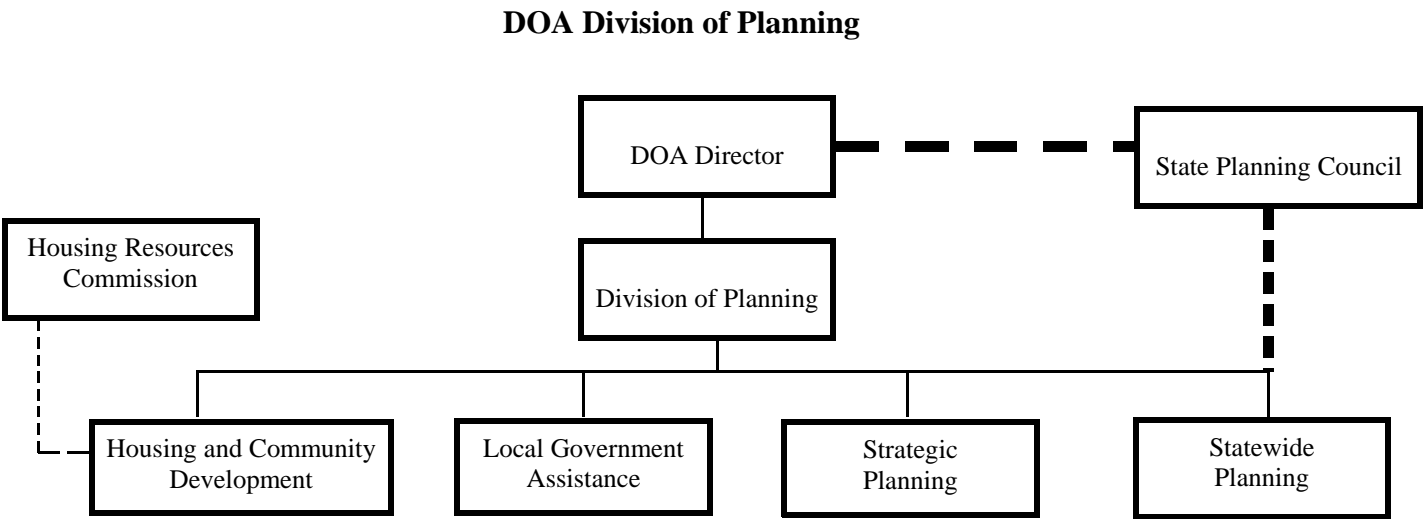 DOA Division of Planning
DOA Director
State Planning Council
Housing Resources
Commission
Division of Planning
Housing and Community
Development
Local Government
Assistance
Strategic
Planning
Statewide
Planning